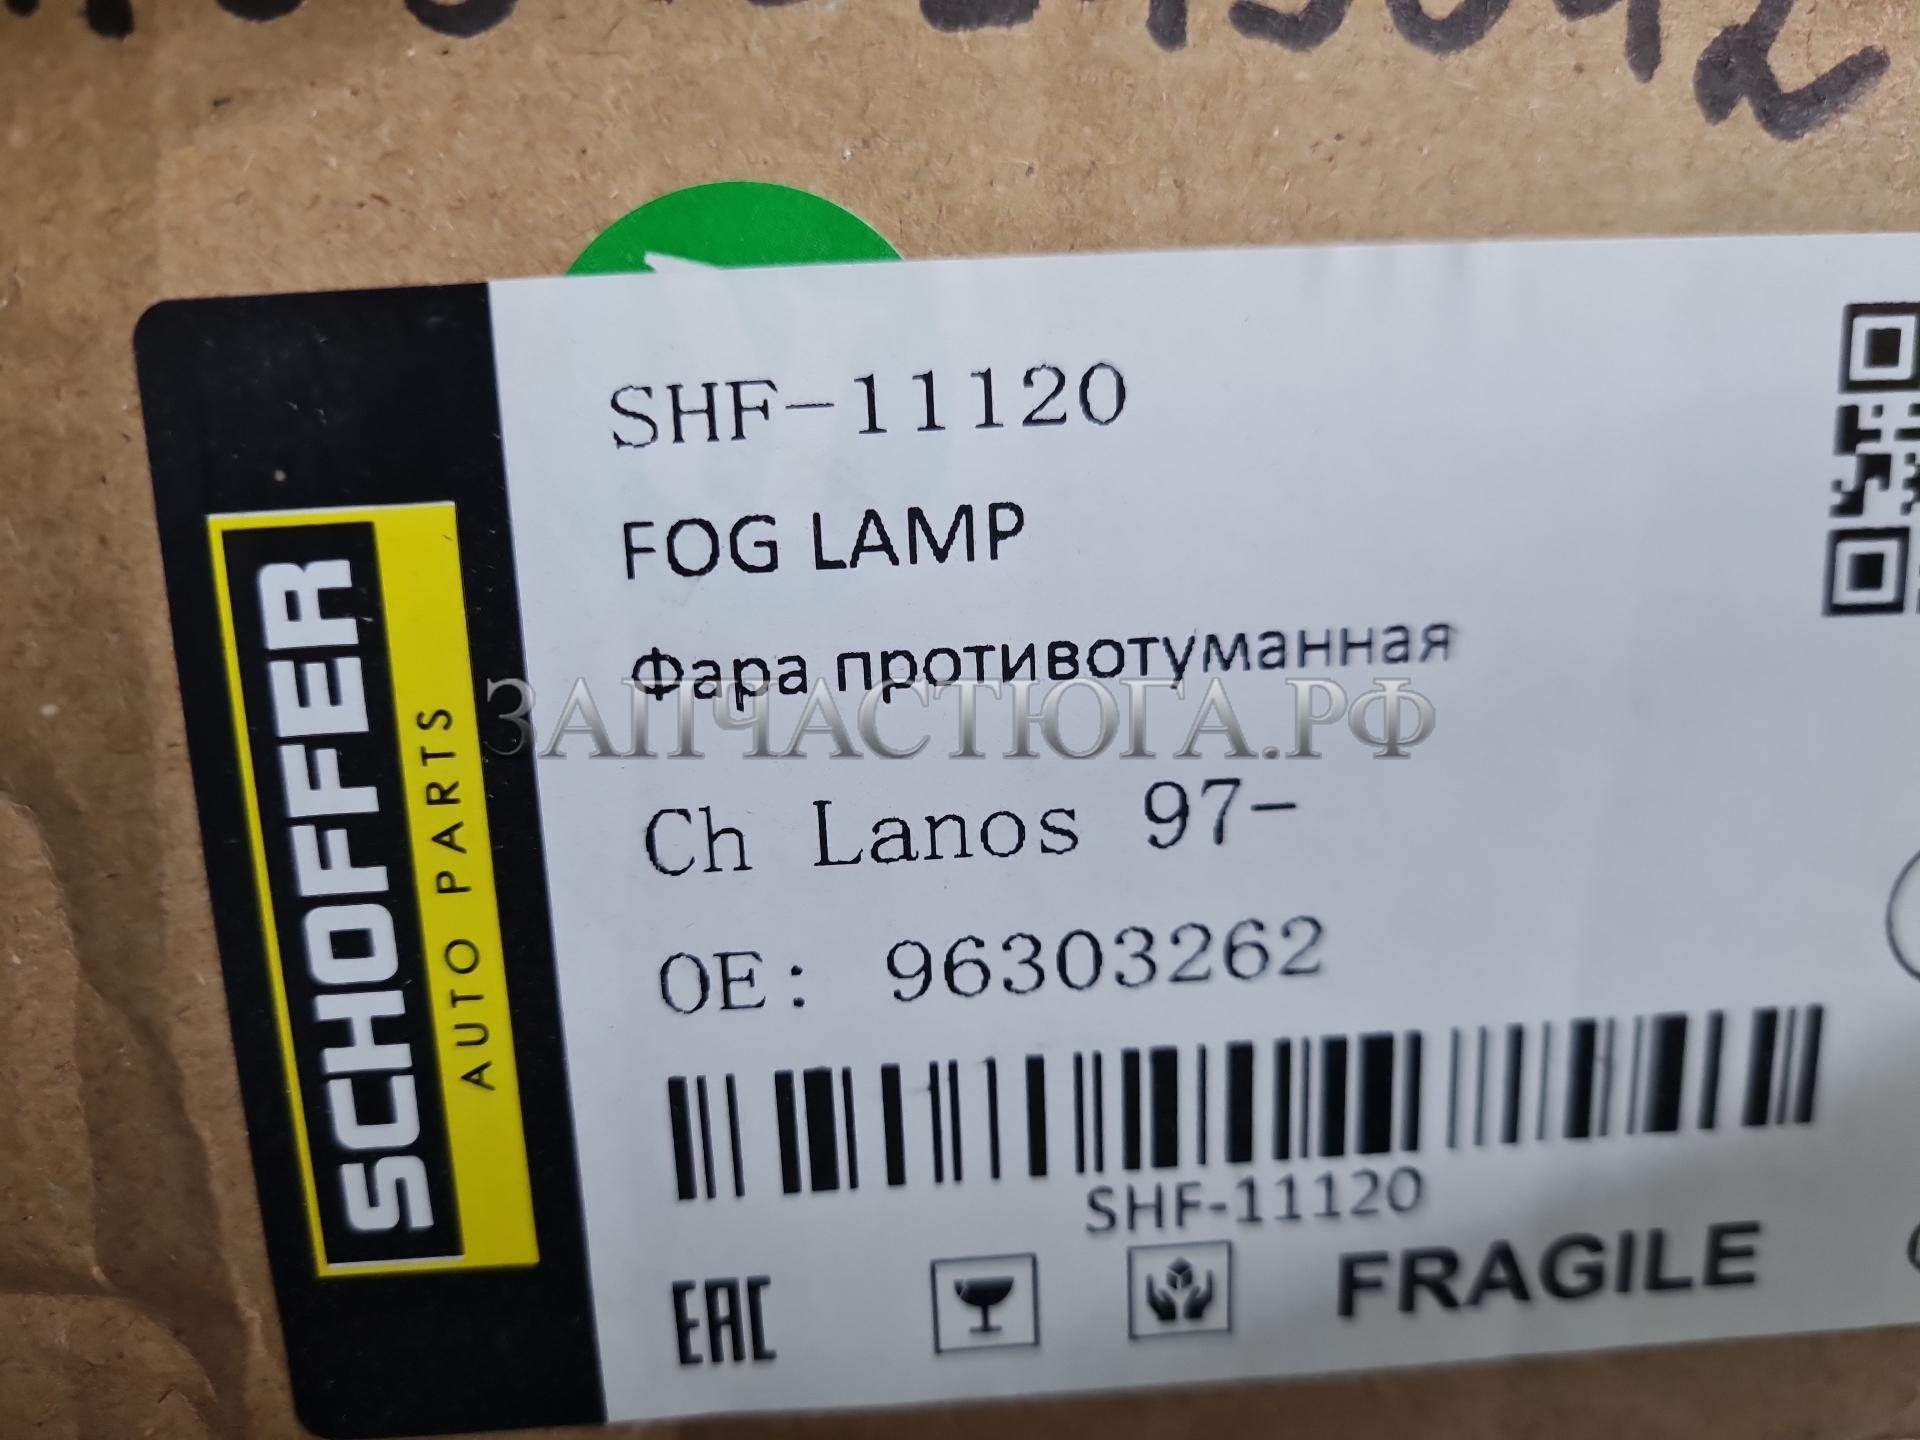 SHF-11120
FOG LAMP
Фара противотуманная
ЗАПЧАСТЮГА.РФ
Ch Lanos 97-
OE: 96303262
SHF-11120
EAC
FRAGILE
SCHOFFER
AUTO PARTS